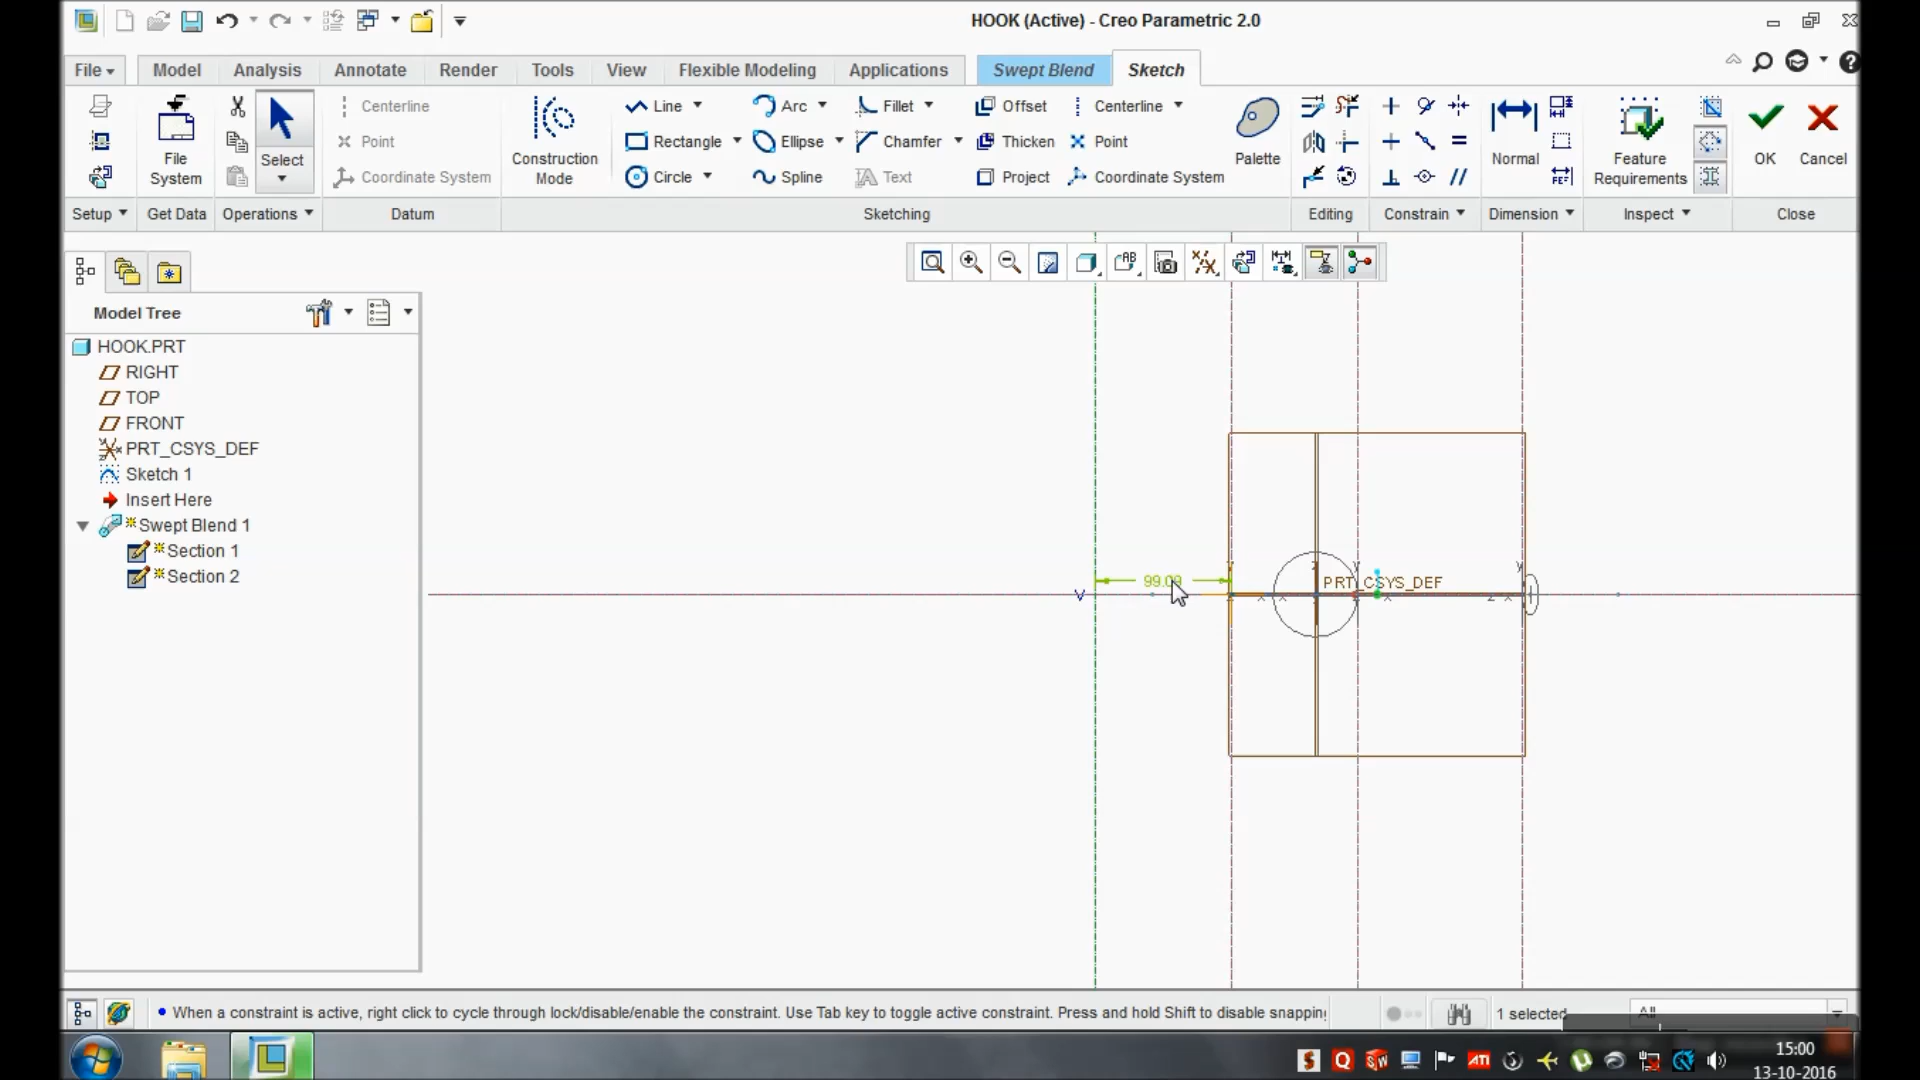 HOOK (Active) - Creo Parametric 2.0
File Model Analysis Annotate Render Tools View Flexible Modeling Applications Swept Blend Sketch
Centerline Line Arc Fillet Offset Centerline
Point Rectangle Ellipse Chamfer Thicken Point
Coordinate System Circle Spline Text Project Coordinate System
File System
Select
Construction Mode
Palette
Normal
Feature Requirements
OK
Cancel
Setup Get Data Operations Datum Sketching Editing Constrain Dimension Inspect Close
Model Tree
HOOK.PRT
RIGHT
TOP
FRONT
PRT_CSYS_DEF
Sketch 1
Insert Here
Swept Blend 1
Section 1
Section 2
PRT_CSYS_DEF
V
When a constraint is active, right click to cycle through lock/disable/enable the constraint. Use Tab key to toggle active constraint. Press and hold Shift to disable snapping
1 selected
All
15:00
13-10-2016